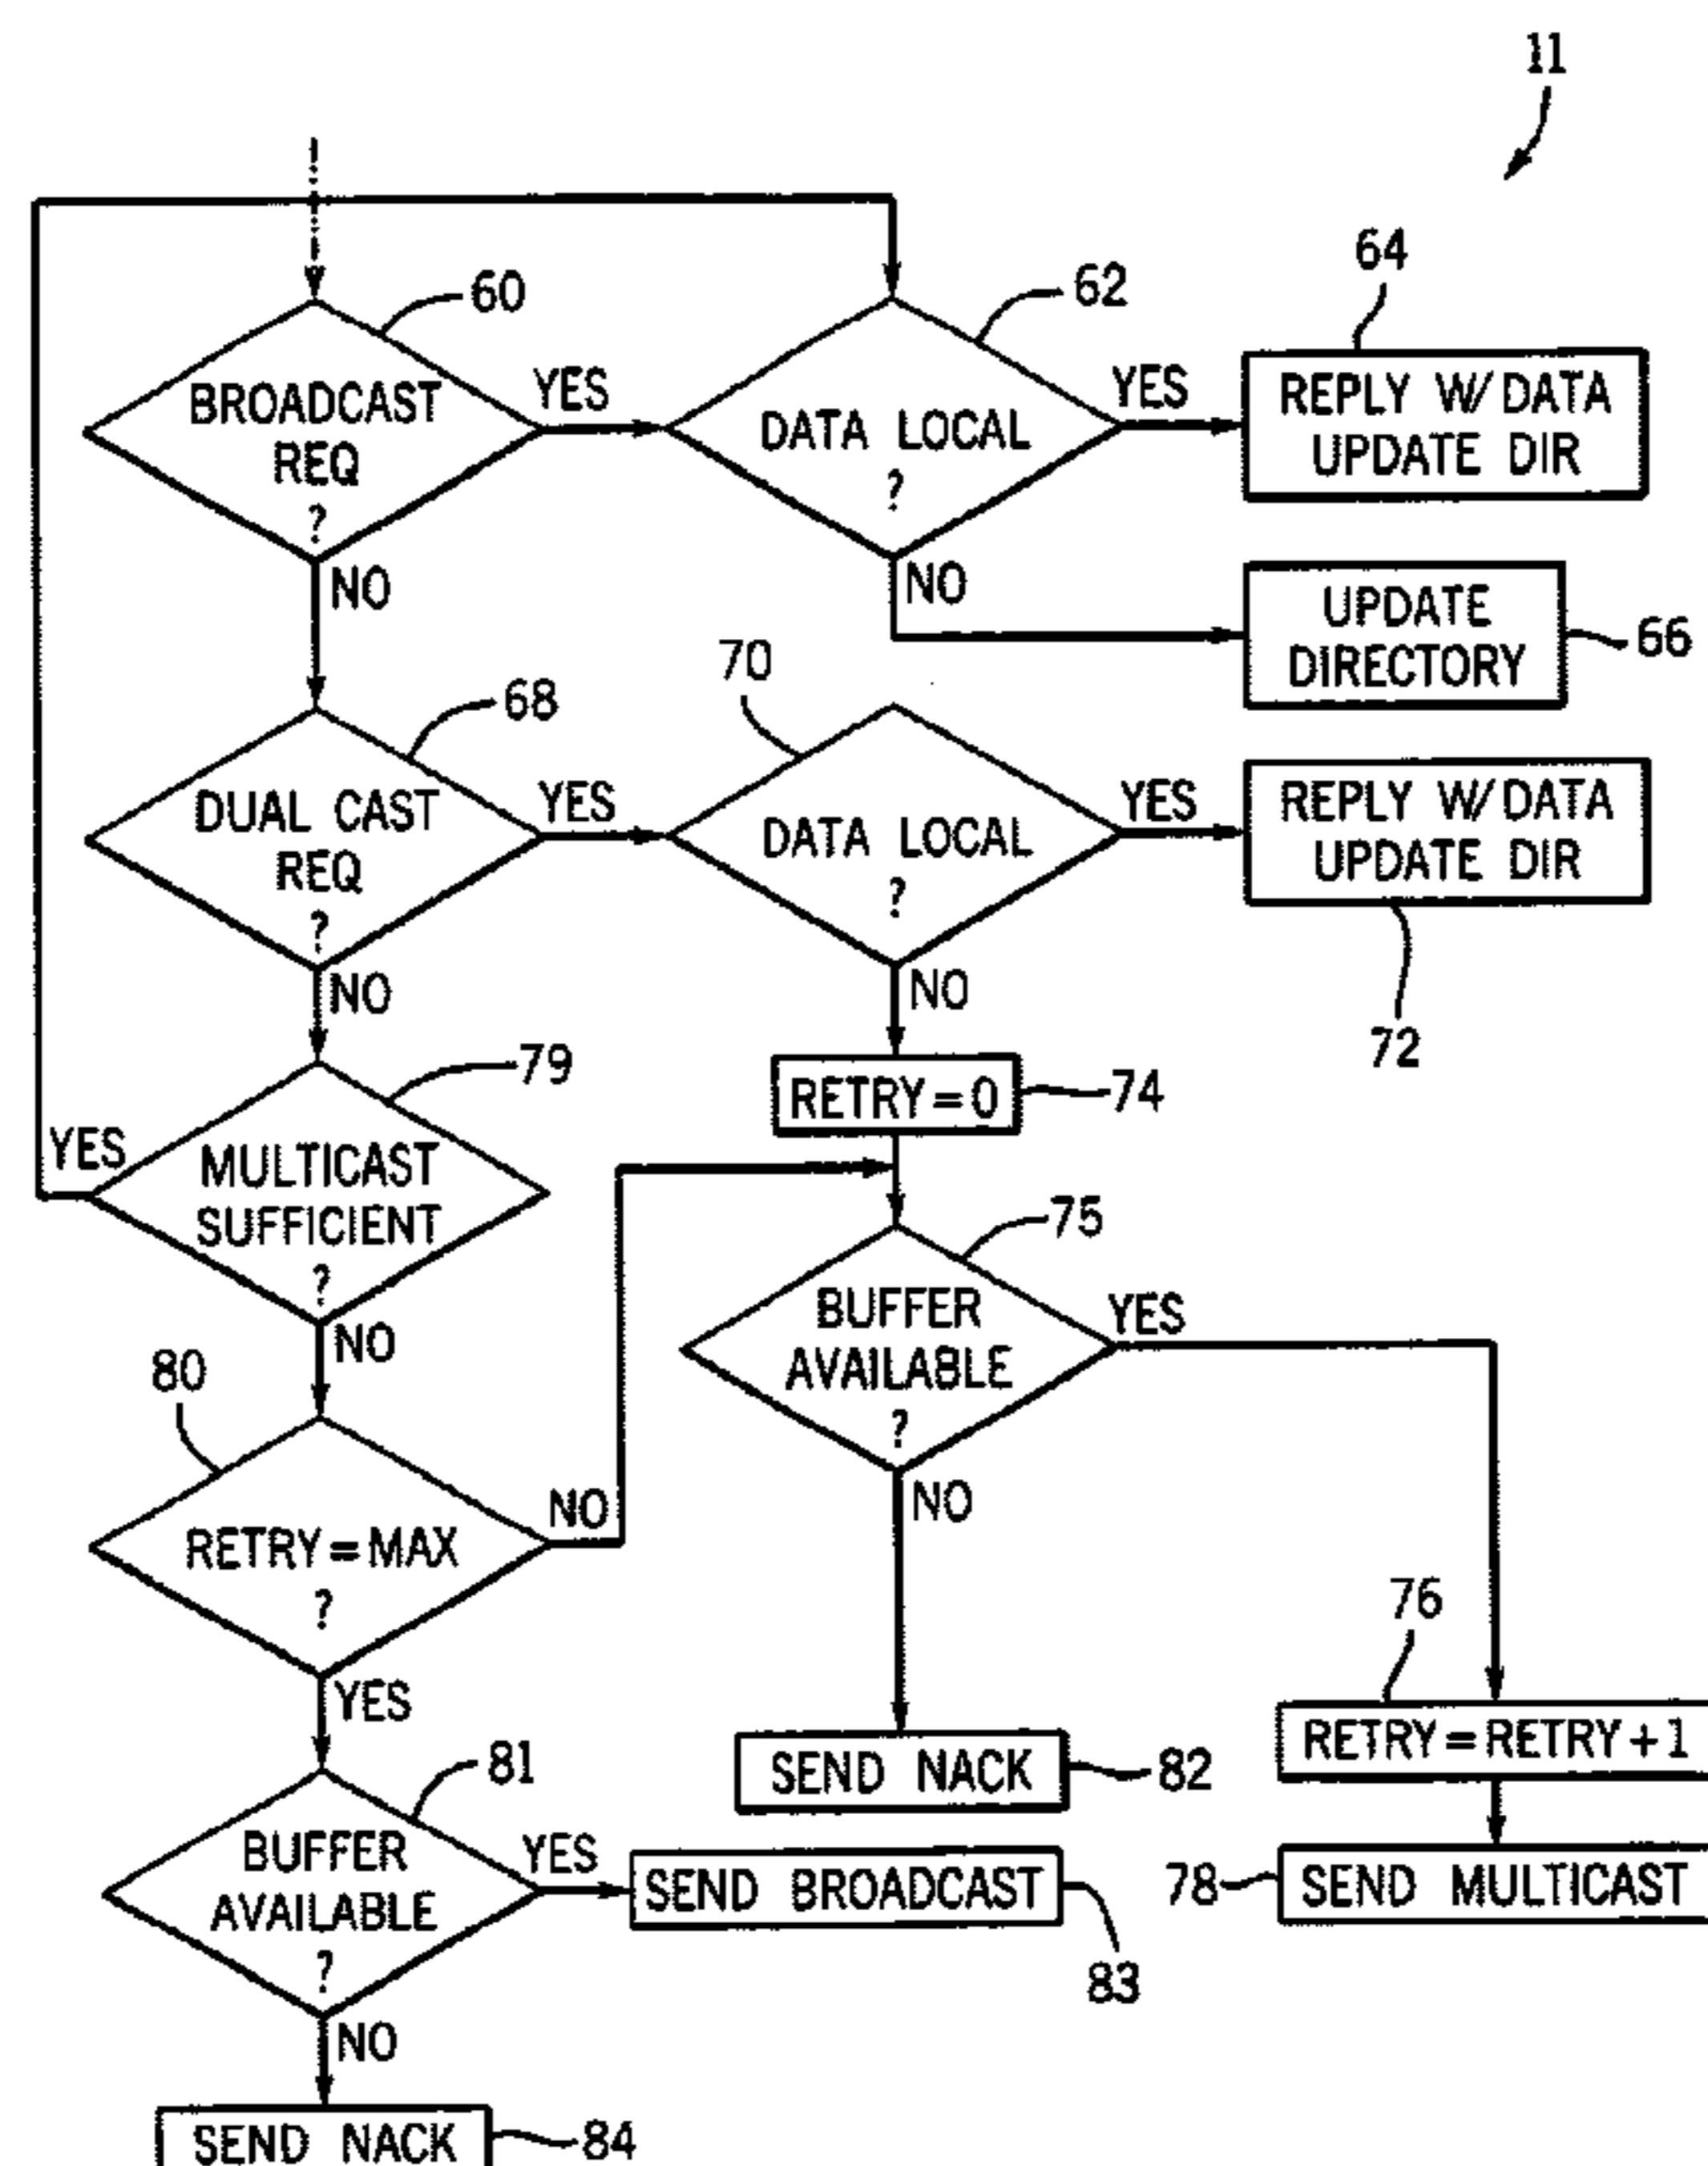 11
60
BROADCAST
REQ
?
YES
NO
62
DATA LOCAL
?
YES
NO
64
REPLY W/DATA
UPDATE DIR
UPDATE
DIRECTORY
66
68
DUAL CAST
REQ
?
YES
NO
70
DATA LOCAL
?
YES
NO
REPLY W/DATA
UPDATE DIR
72
RETRY=0
74
79
MULTICAST
SUFFICIENT
?
YES
NO
75
BUFFER
AVAILABLE
?
YES
NO
80
RETRY=MAX
?
NO
YES
76
RETRY=RETRY+1
SEND NACK
82
78
SEND MULTICAST
81
BUFFER
AVAILABLE
?
YES
NO
SEND BROADCAST
83
SEND NACK
84